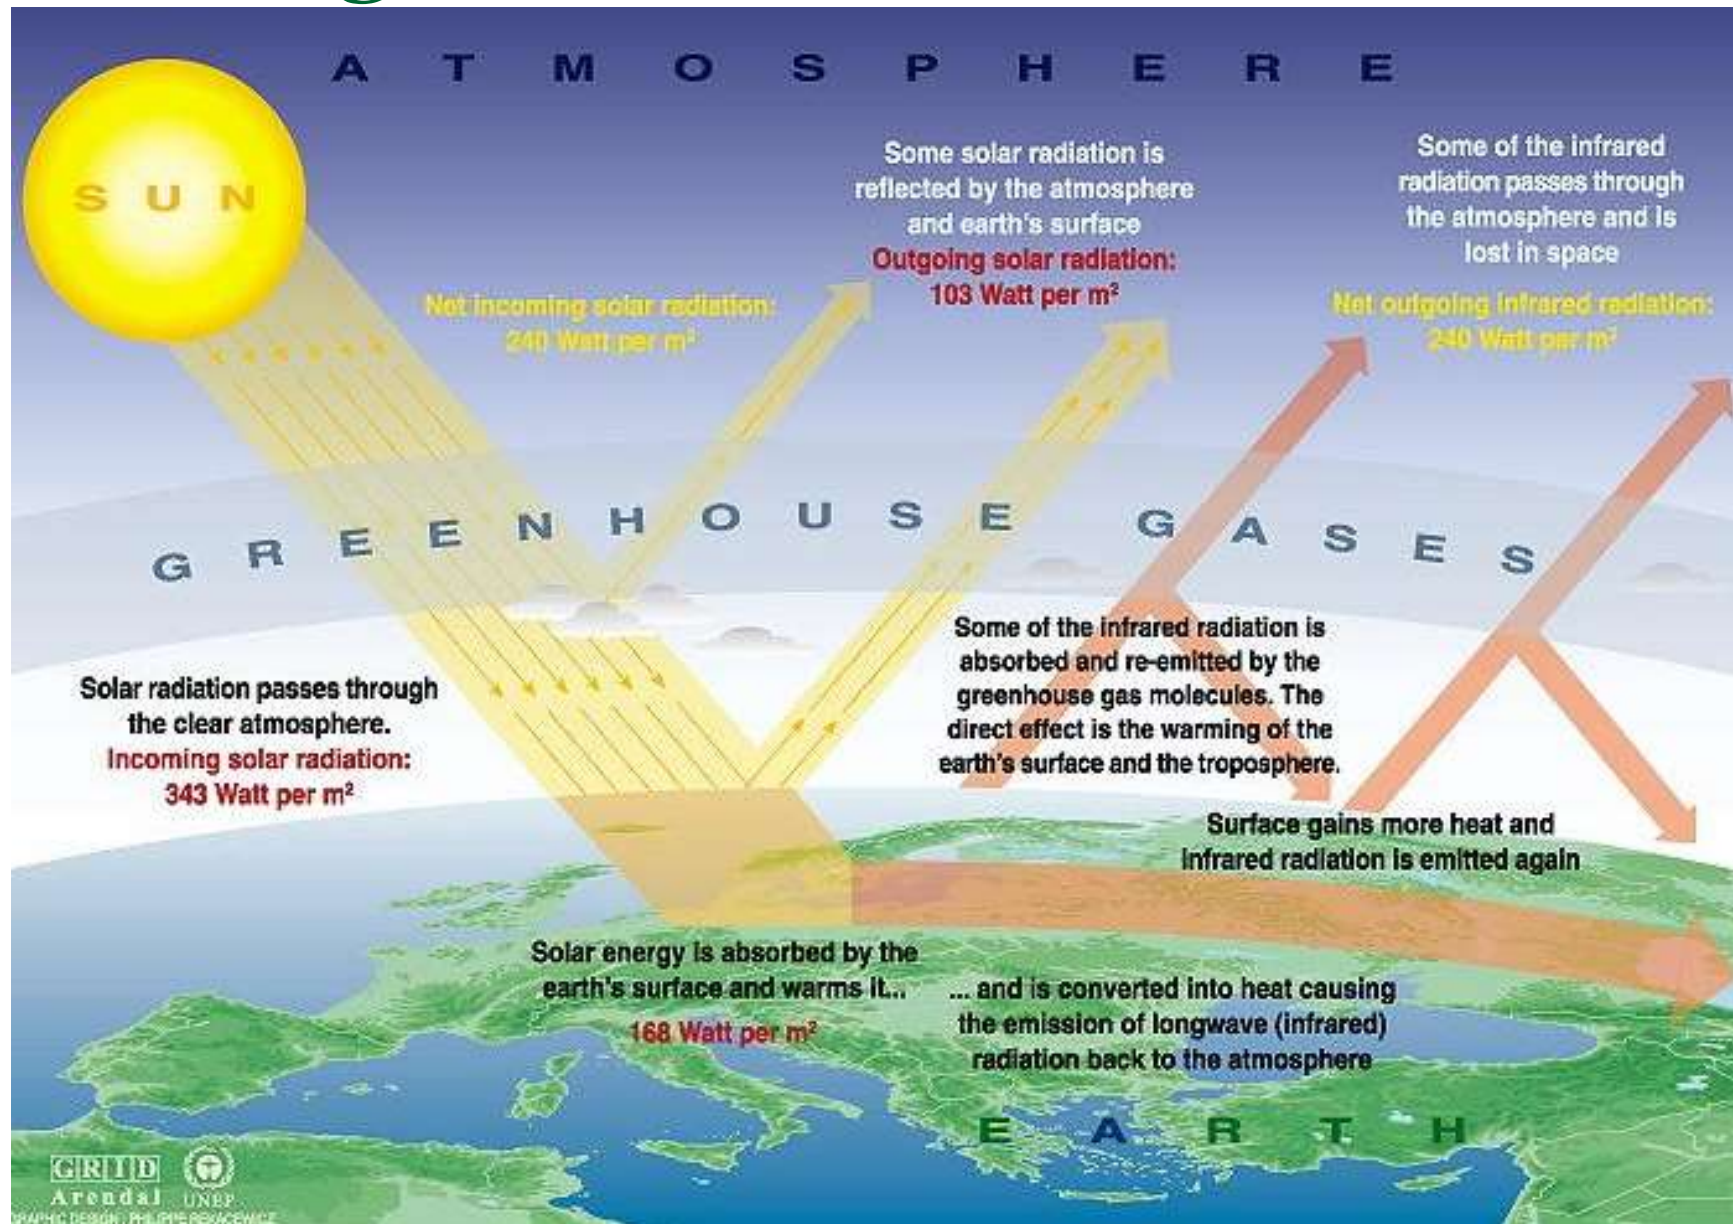 A T M O S P H E R E
S U N
Some solar radiation is
reflected by the atmosphere
and earth's surface
Outgoing solar radiation:
103 Watt per m²
Some of the infrared
radiation passes through
the atmosphere and is
lost in space
Net outgoing infrared radiation:
240 Watt per m²
Net incoming solar radiation:
240 Watt per m²
G R E E N H O U S E G A S E S
Solar radiation passes through
the clear atmosphere.
Incoming solar radiation:
343 Watt per m²
Some of the infrared radiation is
absorbed and re-emitted by the
greenhouse gas molecules. The
direct effect is the warming of the
earth's surface and the troposphere.
Surface gains more heat and
infrared radiation is emitted again
Solar energy is absorbed by the
earth's surface and warms it...
168 Watt per m²
... and is converted into heat causing
the emission of longwave (infrared)
radiation back to the atmosphere
E A R T H
GRID
Arendal
UNEP
GRAPHIC DESIGN : PHILIPPE REKACEWICZ